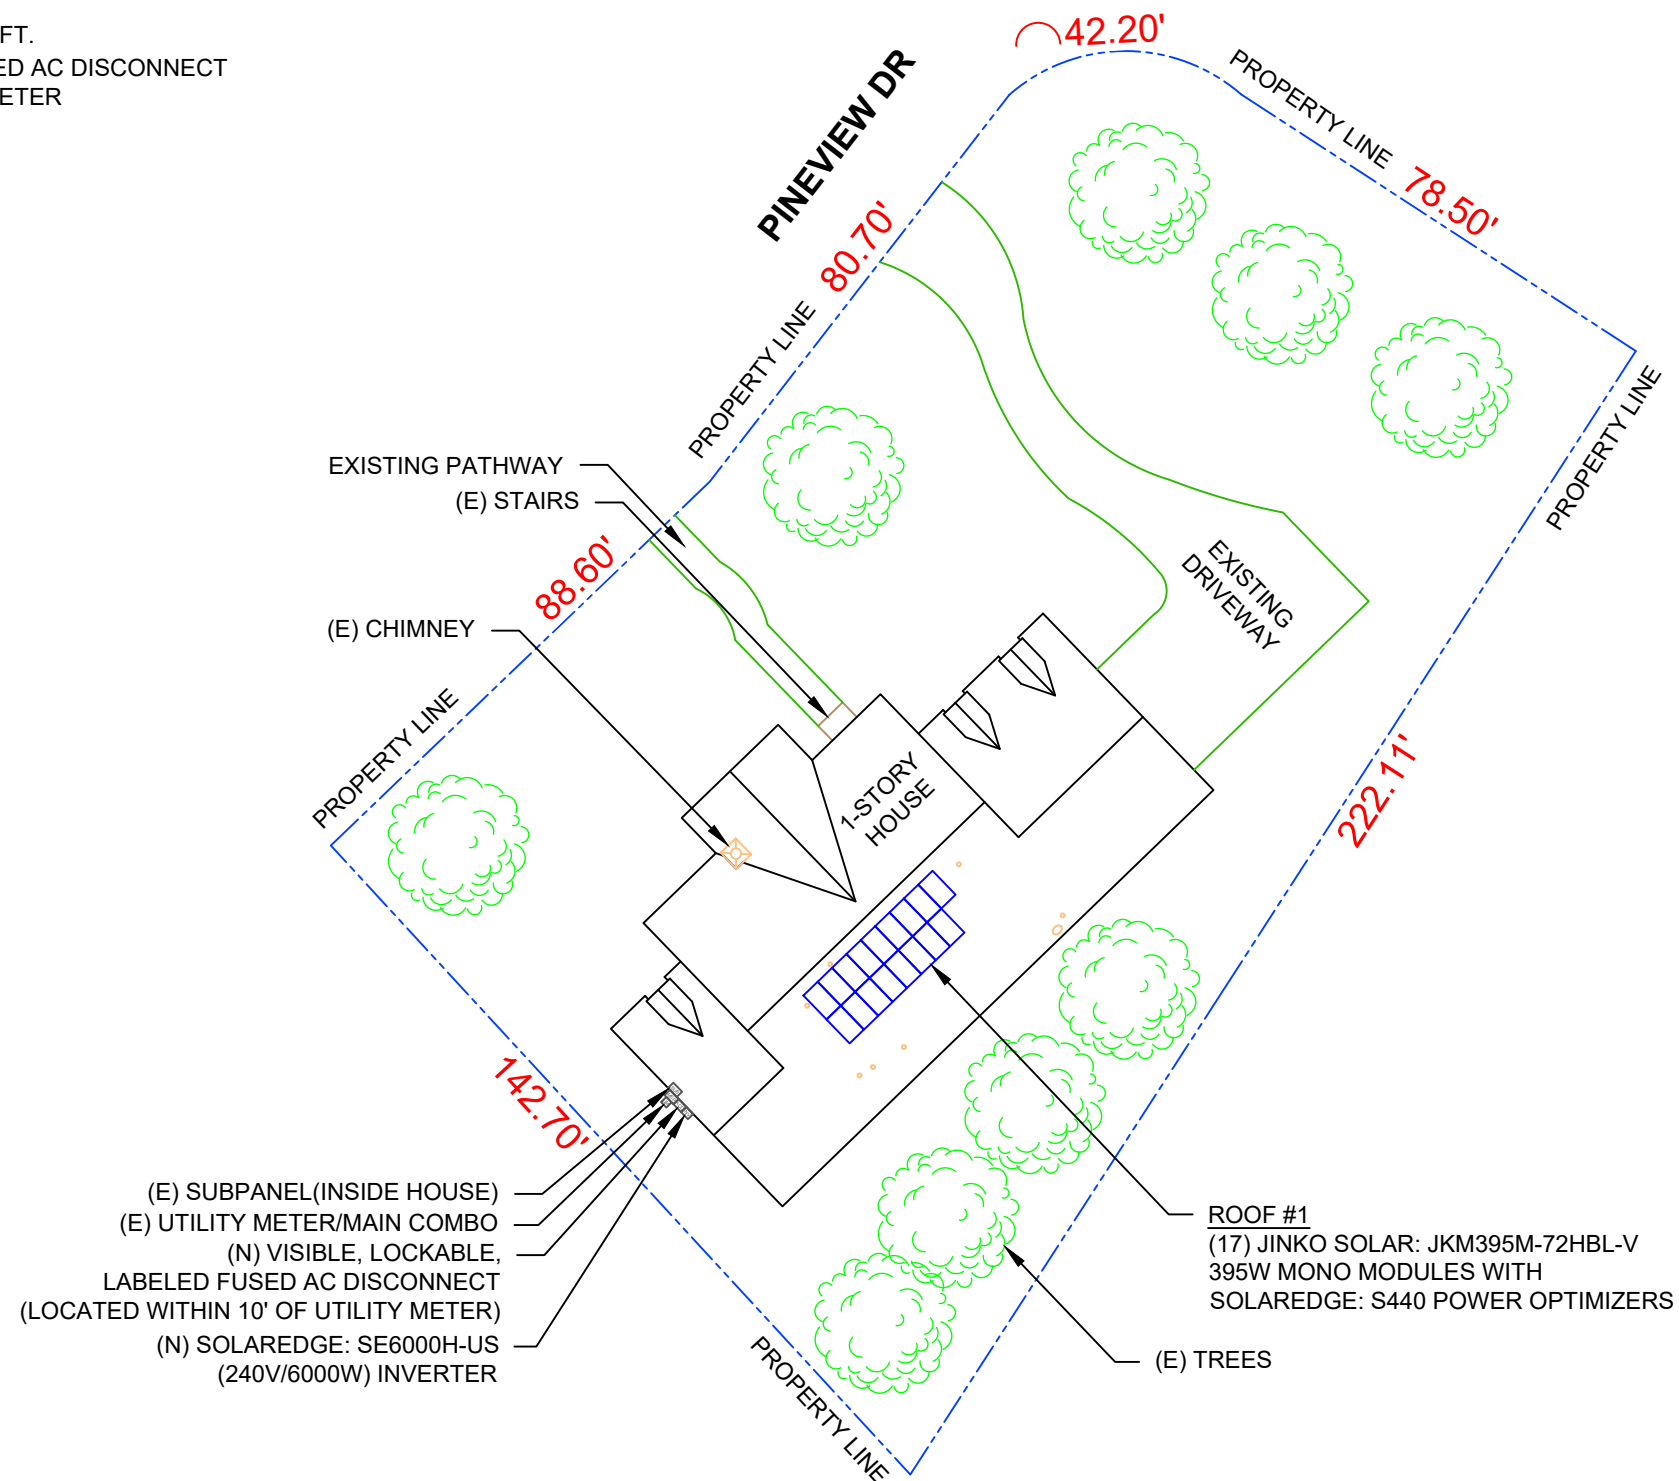 FT.
ED AC DISCONNECT
ETER
42.20'
PINEVIEW DR
PROPERTY LINE
78.50'
80.70'
PROPERTY LINE
PROPERTY LINE
EXISTING PATHWAY
(E) STAIRS
88.60'
EXISTING
DRIVEWAY
(E) CHIMNEY
PROPERTY LINE
1-STORY
HOUSE
222.11'
142.70'
(E) SUBPANEL(INSIDE HOUSE)
(E) UTILITY METER/MAIN COMBO
(N) VISIBLE, LOCKABLE,
LABELED FUSED AC DISCONNECT
(LOCATED WITHIN 10' OF UTILITY METER)
(N) SOLAREDGE: SE6000H-US
(240V/6000W) INVERTER
ROOF #1
(17) JINKO SOLAR: JKM395M-72HBL-V
395W MONO MODULES WITH
SOLAREDGE: S440 POWER OPTIMIZERS
(E) TREES
PROPERTY LINE